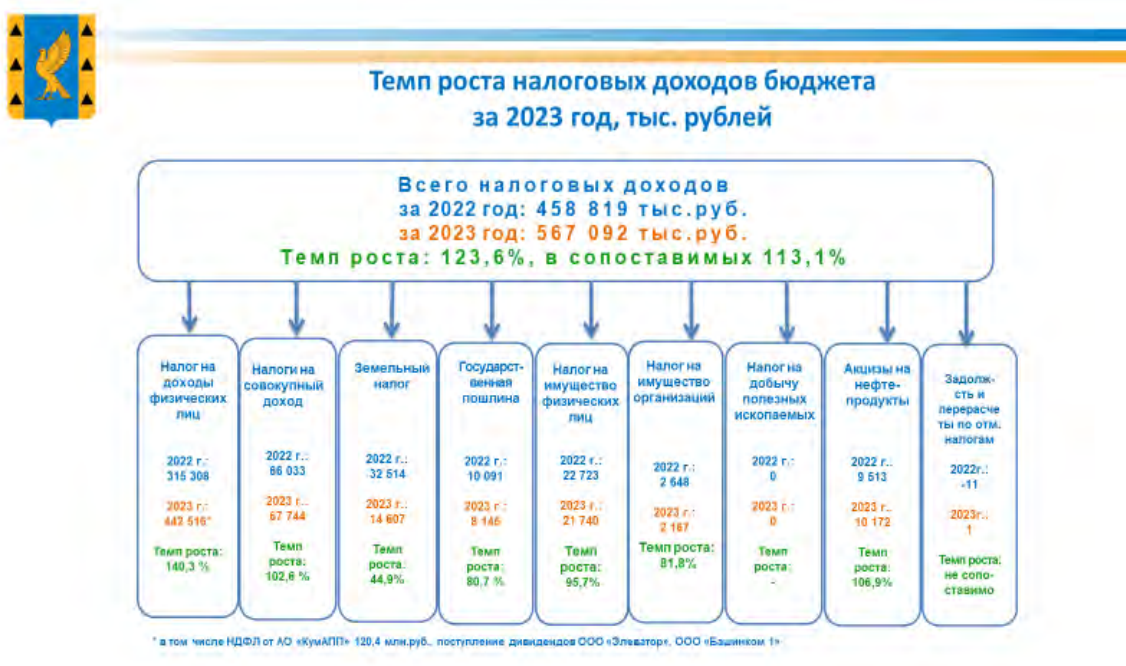 Темп роста налоговых доходов бюджета
за 2023 год, тыс. рублей
Всего налоговых доходов
за 2022 год: 458 819 тыс.руб.
за 2023 год: 567 092 тыс.руб.
Темп роста: 123,6%, в сопоставимых 113,1%
Налог на
доходы
физических
лиц
2022 г.:
315 308
2023 г.:
442 516*
Темп роста:
140,3 %
Налоги на
совокупный
доход
2022 г.:
66 033
2023 г..
67 744
Темп
роста:
102,6 %
Земельный
налог
2022 г..:
32 514
2023 г..
14 607
Темп
роста:
44,9%
Государст-
венная
пошлина
2022 г..:
10 091
2023 г.:
8 145
Темп
роста:
80,7 %
Налог на
имущество
физических
лиц
2022 г..:
22 723
2023 г.:
21 740
Темп
роста:
95,7%
Налог на
имущество
организаций
2022 г..:
2 648
2023 г.:
2 167
Темп роста:
81,8%
Налог на
добычу
полезных
ископаемых
2022 г.:
0
2023 г.:
0
Темп
роста:
-
Акцизы на
нефте-
продукты
2022 г..:
9 513
2023 г..
10 172
Темп
роста:
106,9%
Задолж-
сть и
перерасче
ты по отм.
налогам
2022г.:
-11
2023г..
1
Темп роста:
не сопо-
ставимо
* в том числе НДФЛ от АО «КумАПП» 120,4 млн.руб., поступление дивидендов ООО «Элеватор», ООО «Башинком 1»